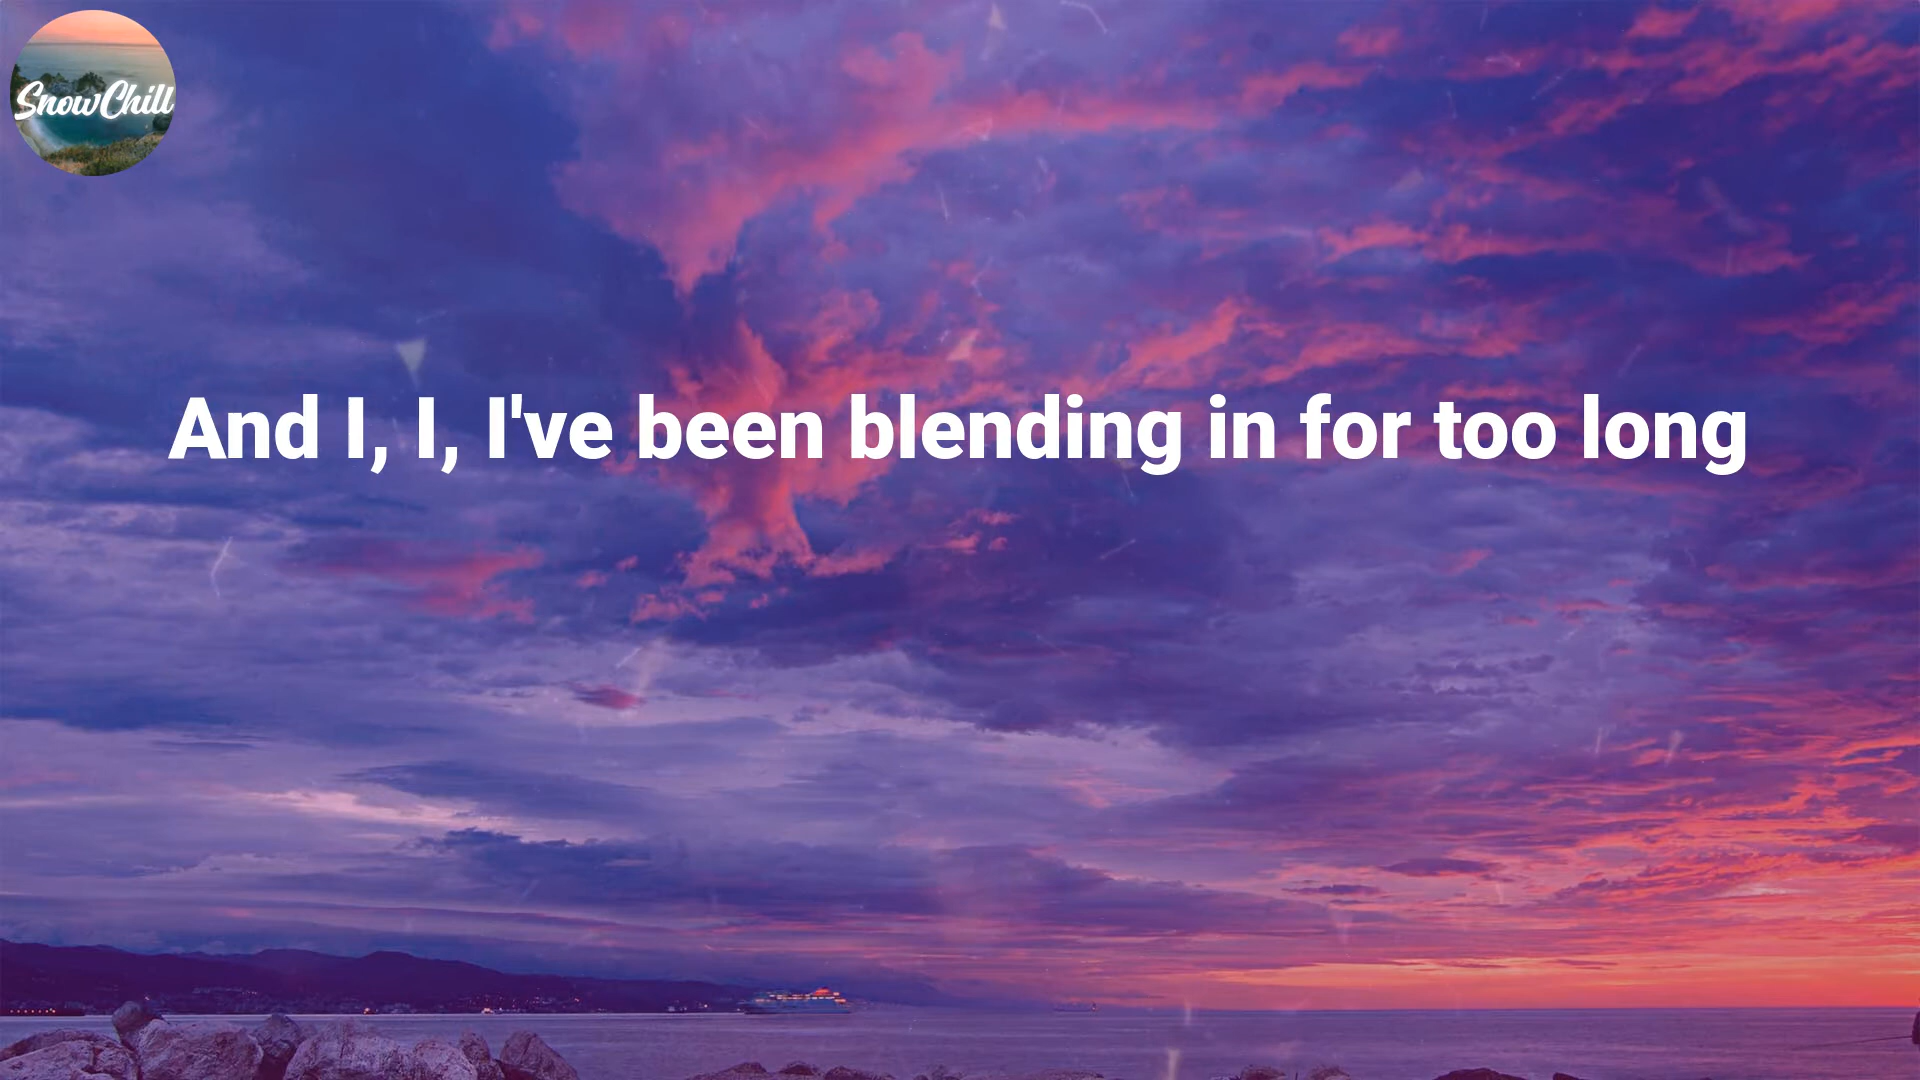 SnowChill
And I, I, I've been blending in for too long